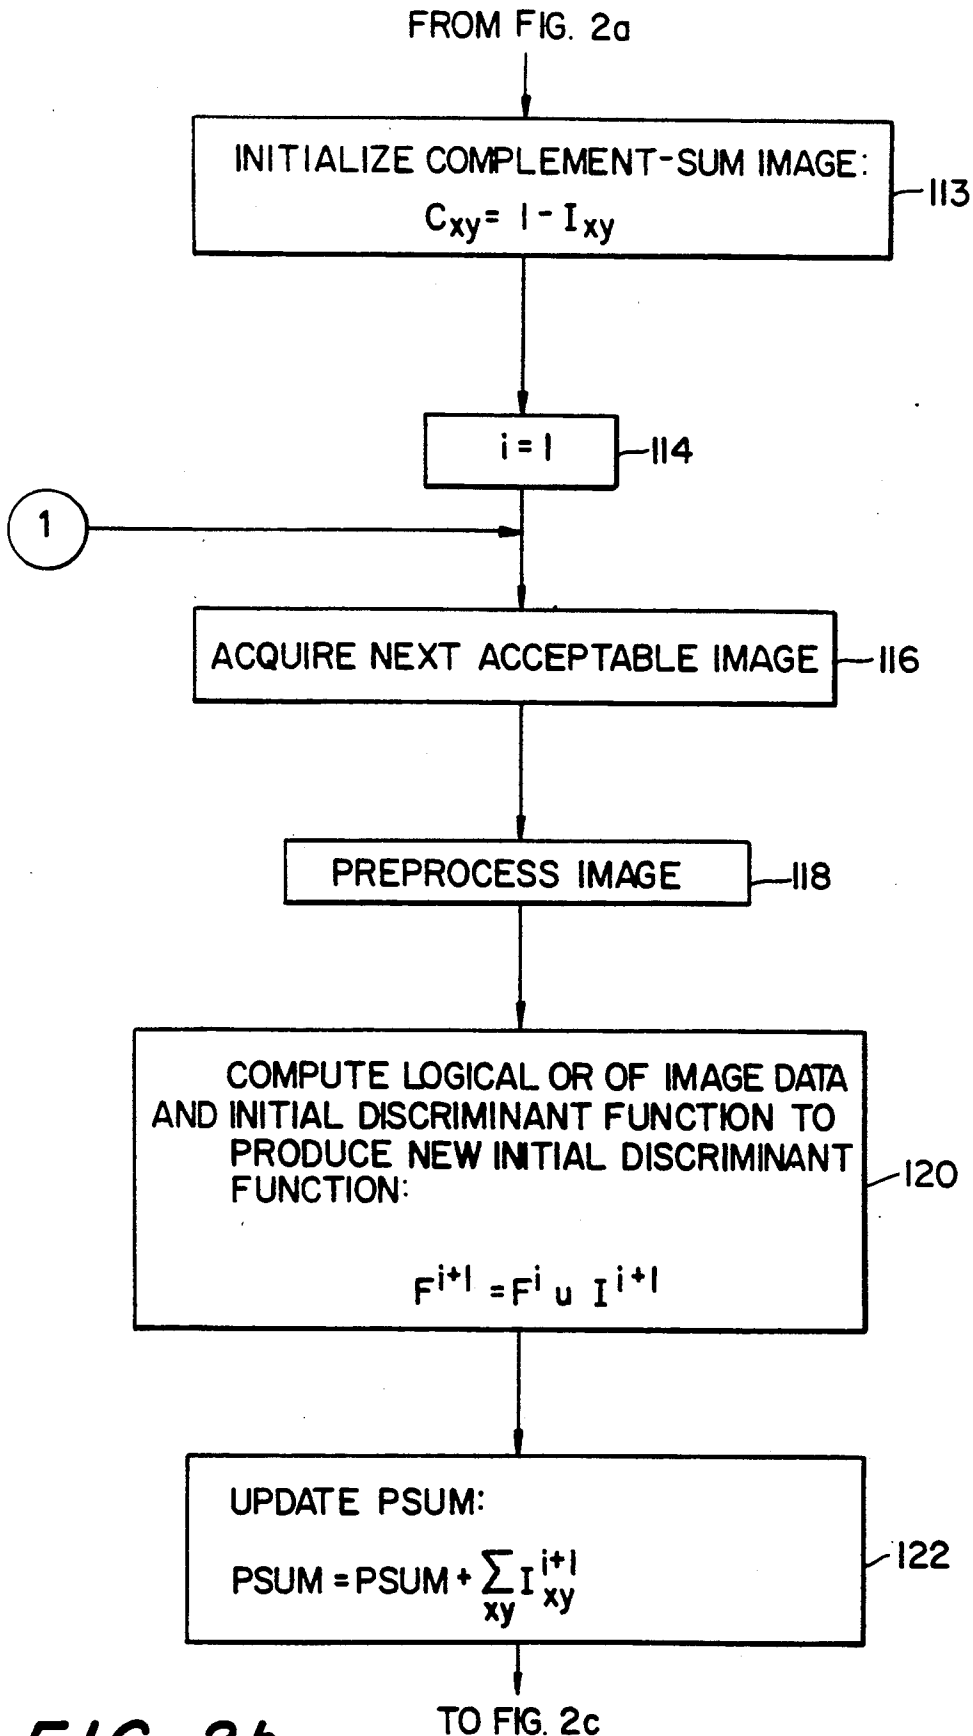 FROM FIG. 2a
INITIALIZE COMPLEMENT-SUM IMAGE:
Cxy = 1 - Ixy
113
i = 1
114
1
ACQUIRE NEXT ACCEPTABLE IMAGE
116
PREPROCESS IMAGE
118
COMPUTE LOGICAL OR OF IMAGE DATA
AND INITIAL DISCRIMINANT FUNCTION TO
PRODUCE NEW INITIAL DISCRIMINANT
FUNCTION:
120
F^i+1 = F^i u I^i+1
UPDATE PSUM:
PSUM = PSUM + ∑xy I^i+1 xy
122
TO FIG. 2c